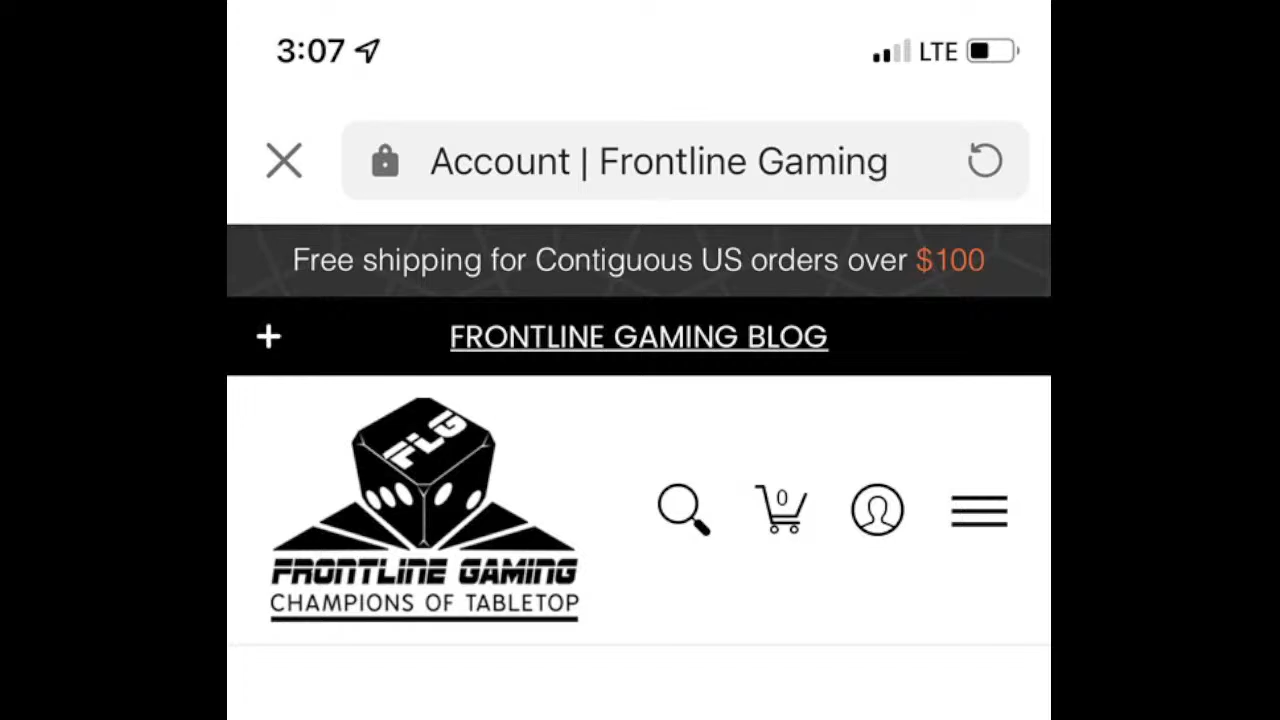 3:07
LTE
Account | Frontline Gaming
Free shipping for Contiguous US orders over $100
+
FRONTLINE GAMING BLOG
FLG
0
FRONTLINE GAMING
CHAMPIONS OF TABLETOP